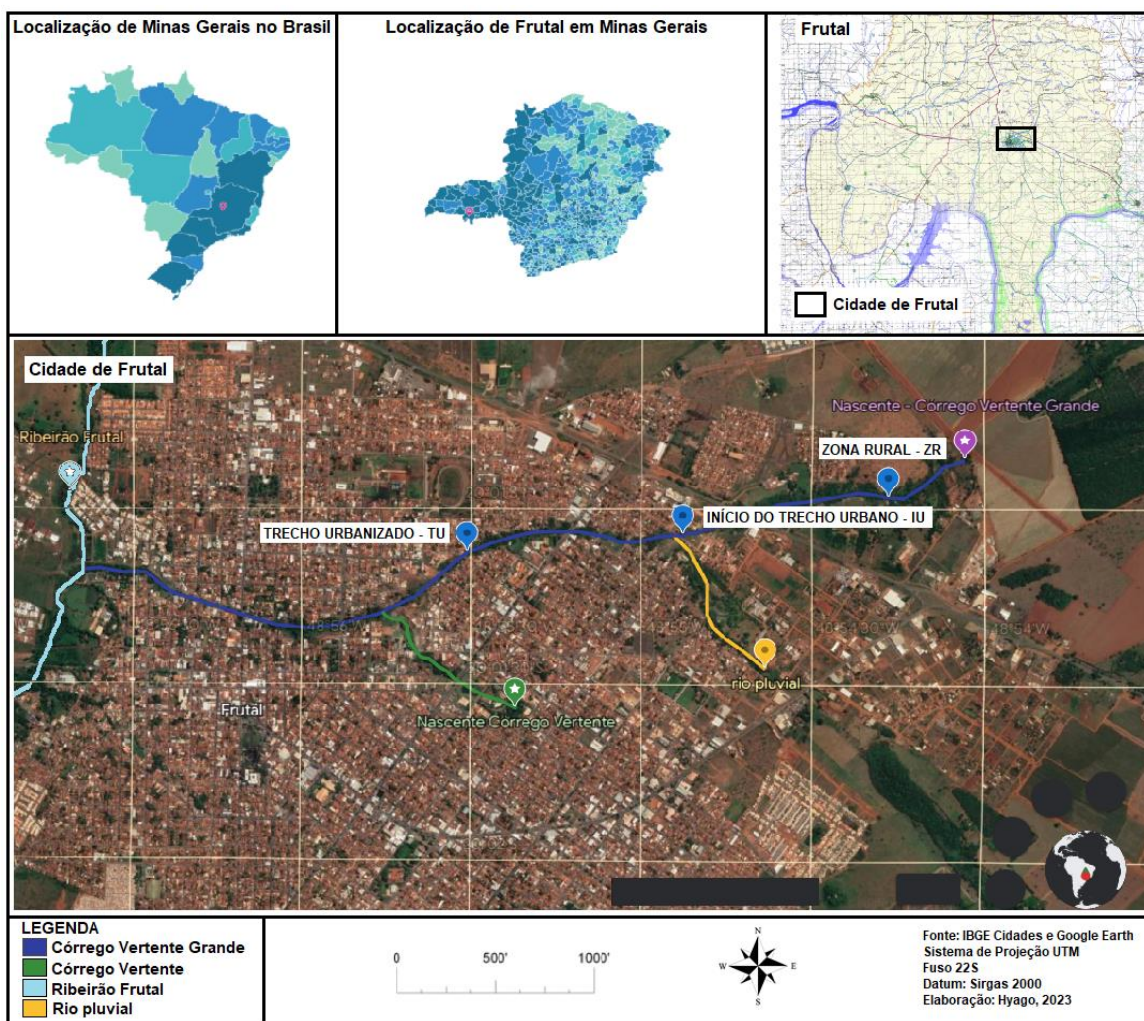 Localização de Minas Gerais no Brasil
Localização de Frutal em Minas Gerais
Frutal
Cidade de Frutal
Cidade de Frutal
Ribeirão Frutal
Nascente - Córrego Vertente Grande
ZONA RURAL - ZR
INÍCIO DO TRECHO URBANO - IU
TRECHO URBANIZADO - TU
rio pluvial
Nascente Córrego Vertente
Frutal
LEGENDA
Córrego Vertente Grande
Córrego Vertente
Ribeirão Frutal
Rio pluvial
0 500' 1000'
N
W E
S
Fonte: IBGE Cidades e Google Earth
Sistema de Projeção UTM
Fuso 22S
Datum: Sirgas 2000
Elaboração: Hyago, 2023